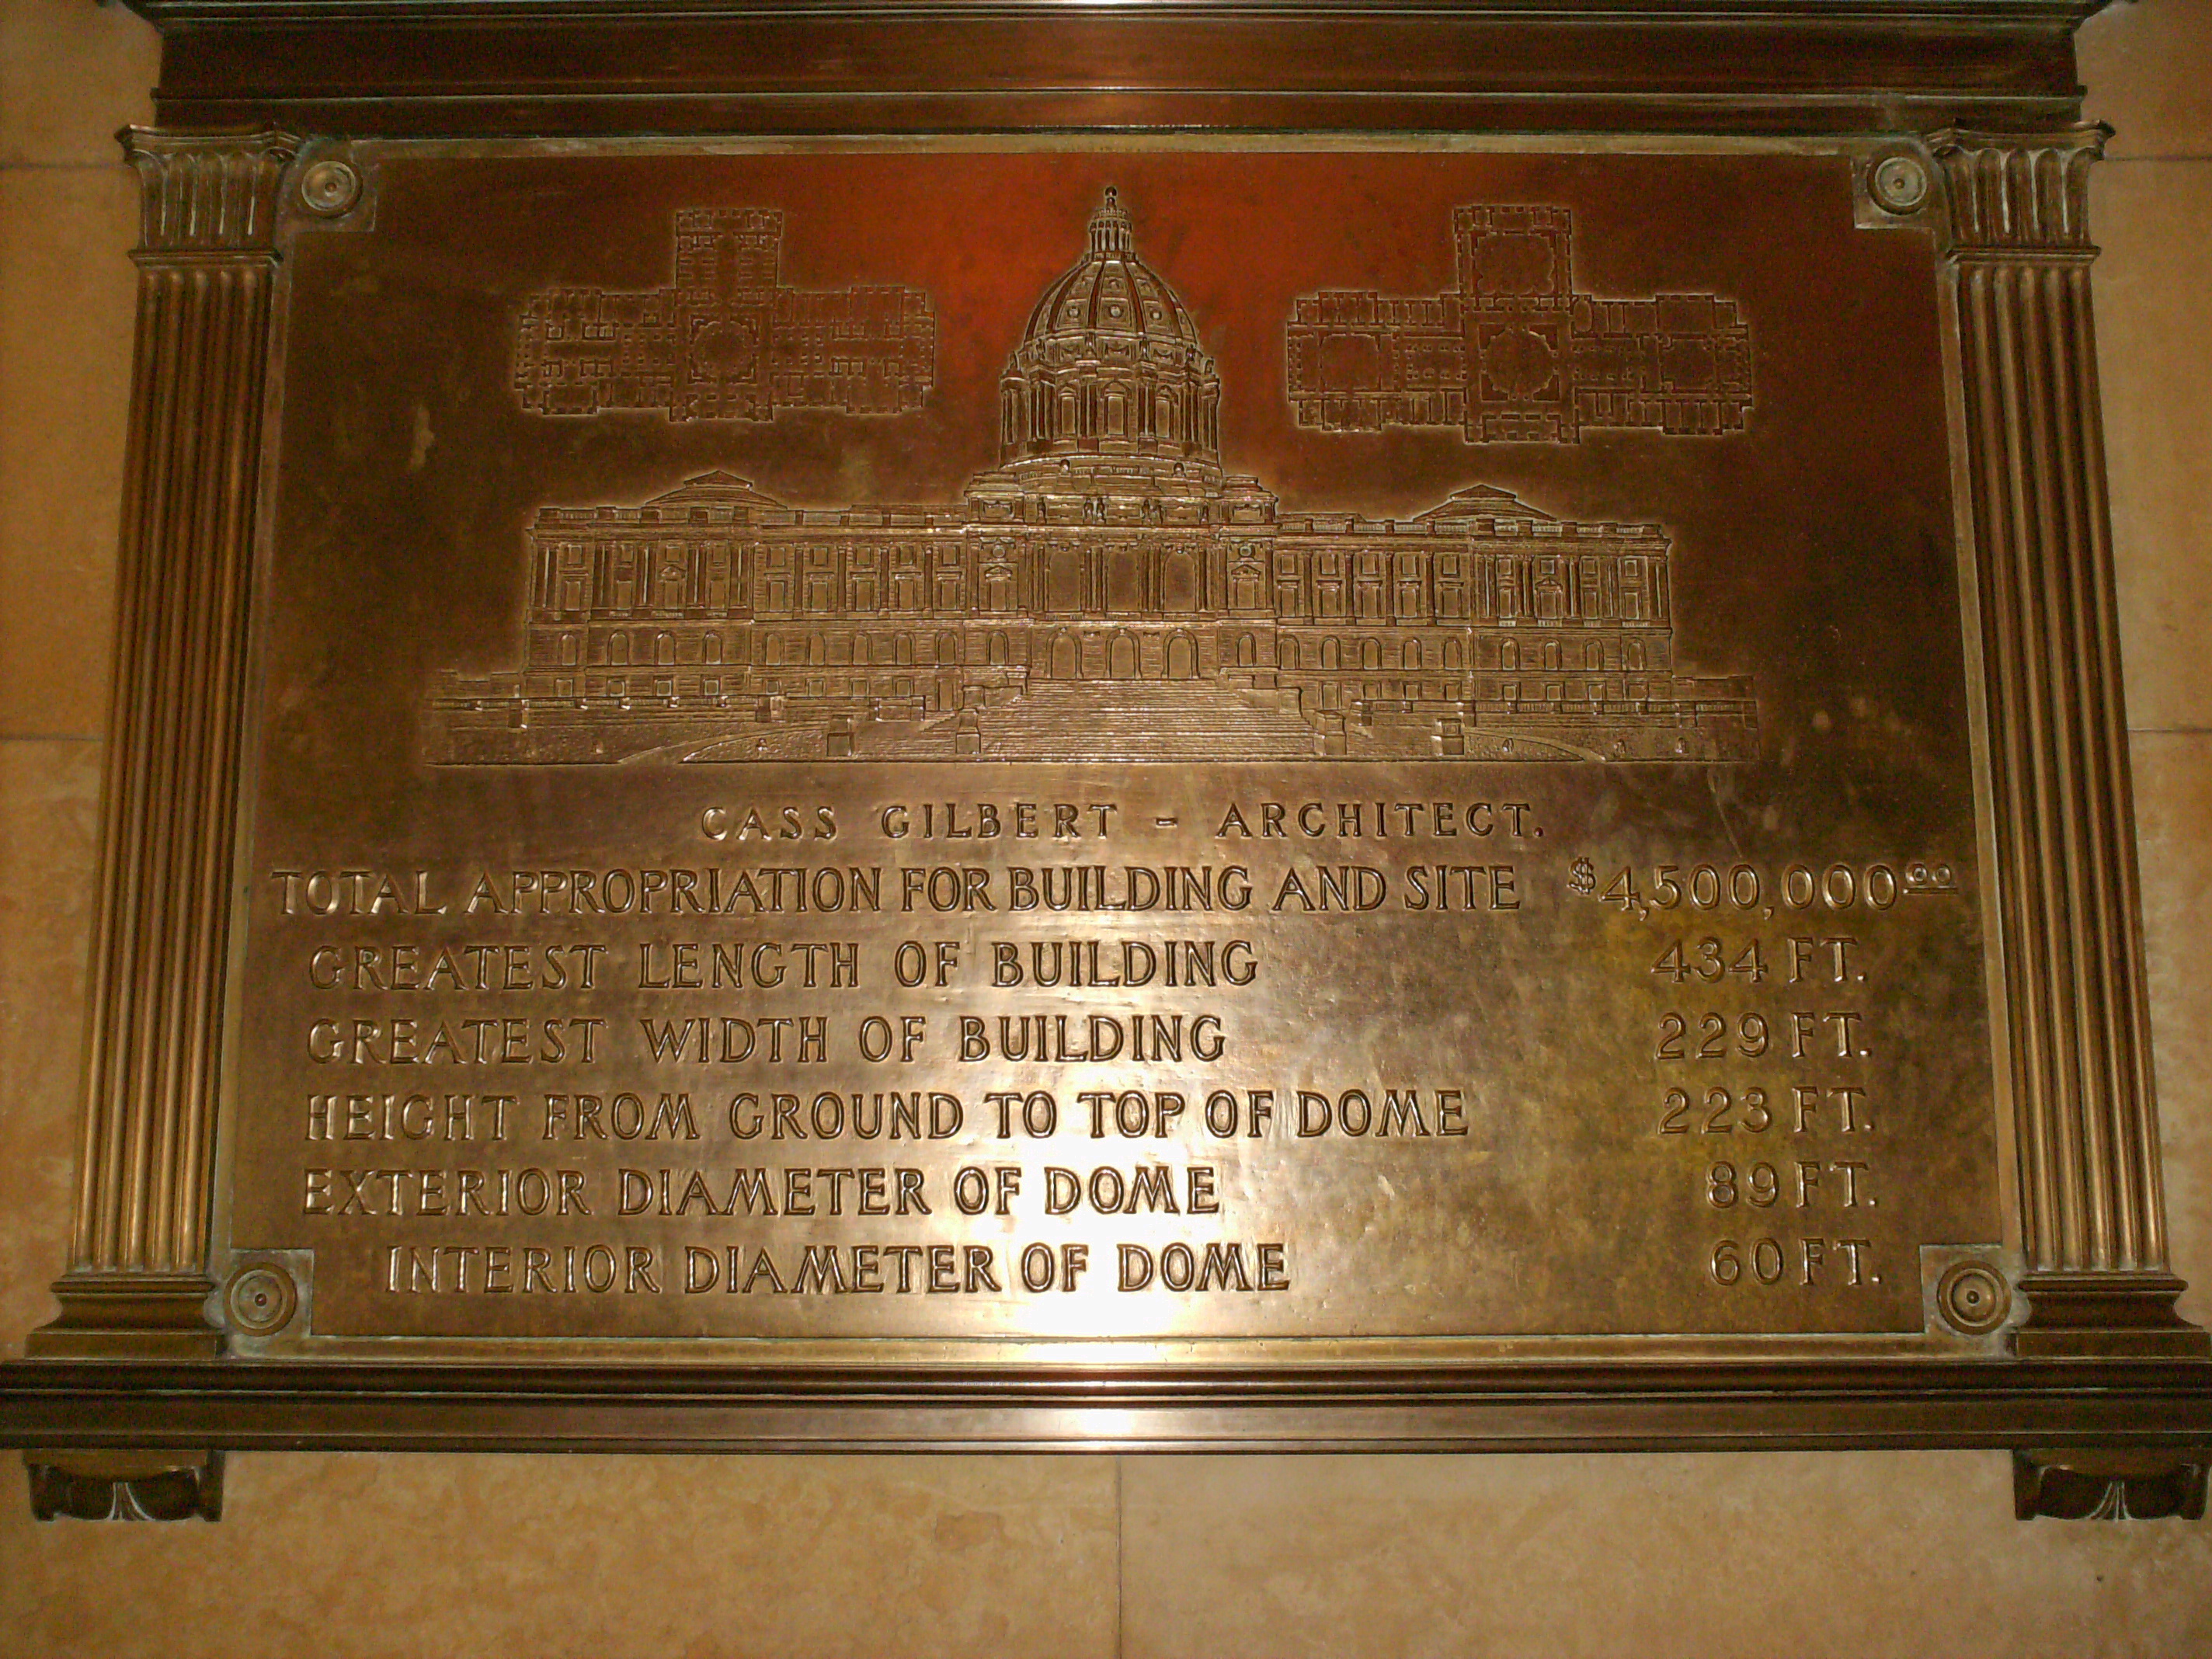 CASS GILBERT - ARCHITECT.
TOTAL APPROPRIATION FOR BUILDING AND SITE $4,500,000.00
GREATEST LENGTH OF BUILDING 434 FT.
GREATEST WIDTH OF BUILDING 229 FT.
HEIGHT FROM GROUND TO TOP OF DOME 223 FT.
EXTERIOR DIAMETER OF DOME 89 FT.
INTERIOR DIAMETER OF DOME 60 FT.